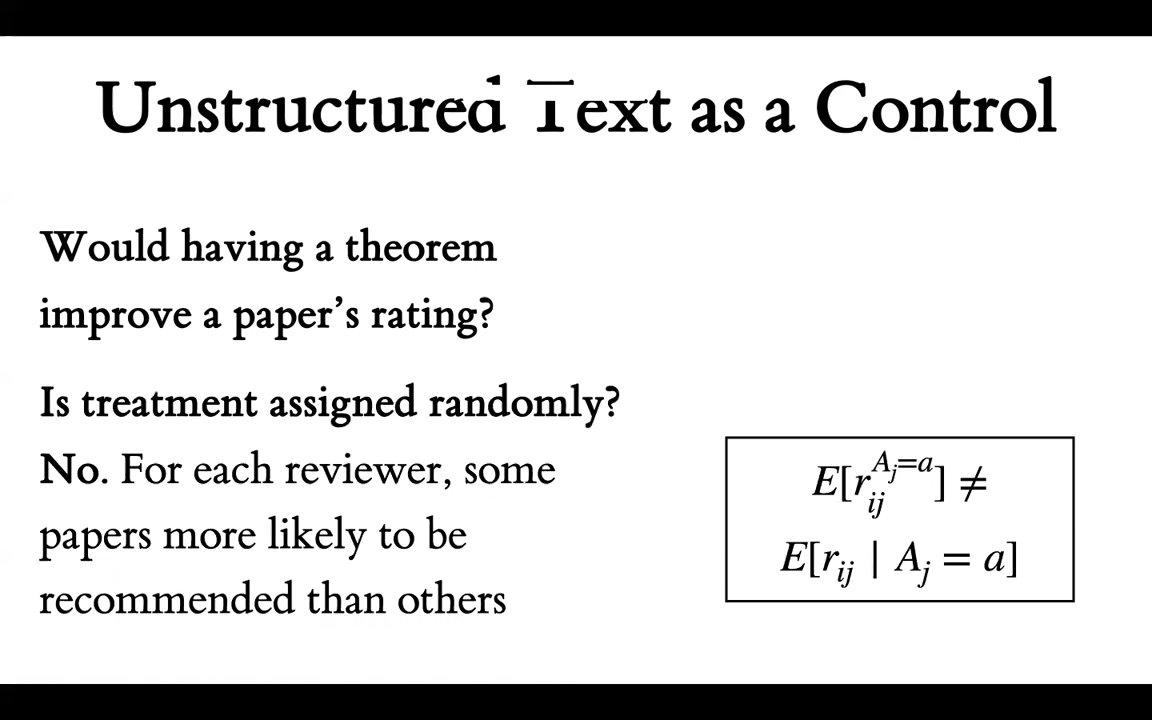 Unstructured Text as a Control
Would having a theorem
improve a paper’s rating?
Is treatment assigned randomly?
No. For each reviewer, some
papers more likely to be
recommended than others
E[r_{ij}^{A_j=a}] ≠
E[r_{ij} | A_j = a]